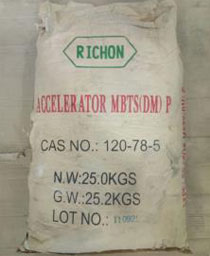 RICHON
ACCELERATOR MBTS(DM) P
CAS NO.: 120-78-5
N.W:25.0KGS
G.W:25.2KGS
LOT NO.: